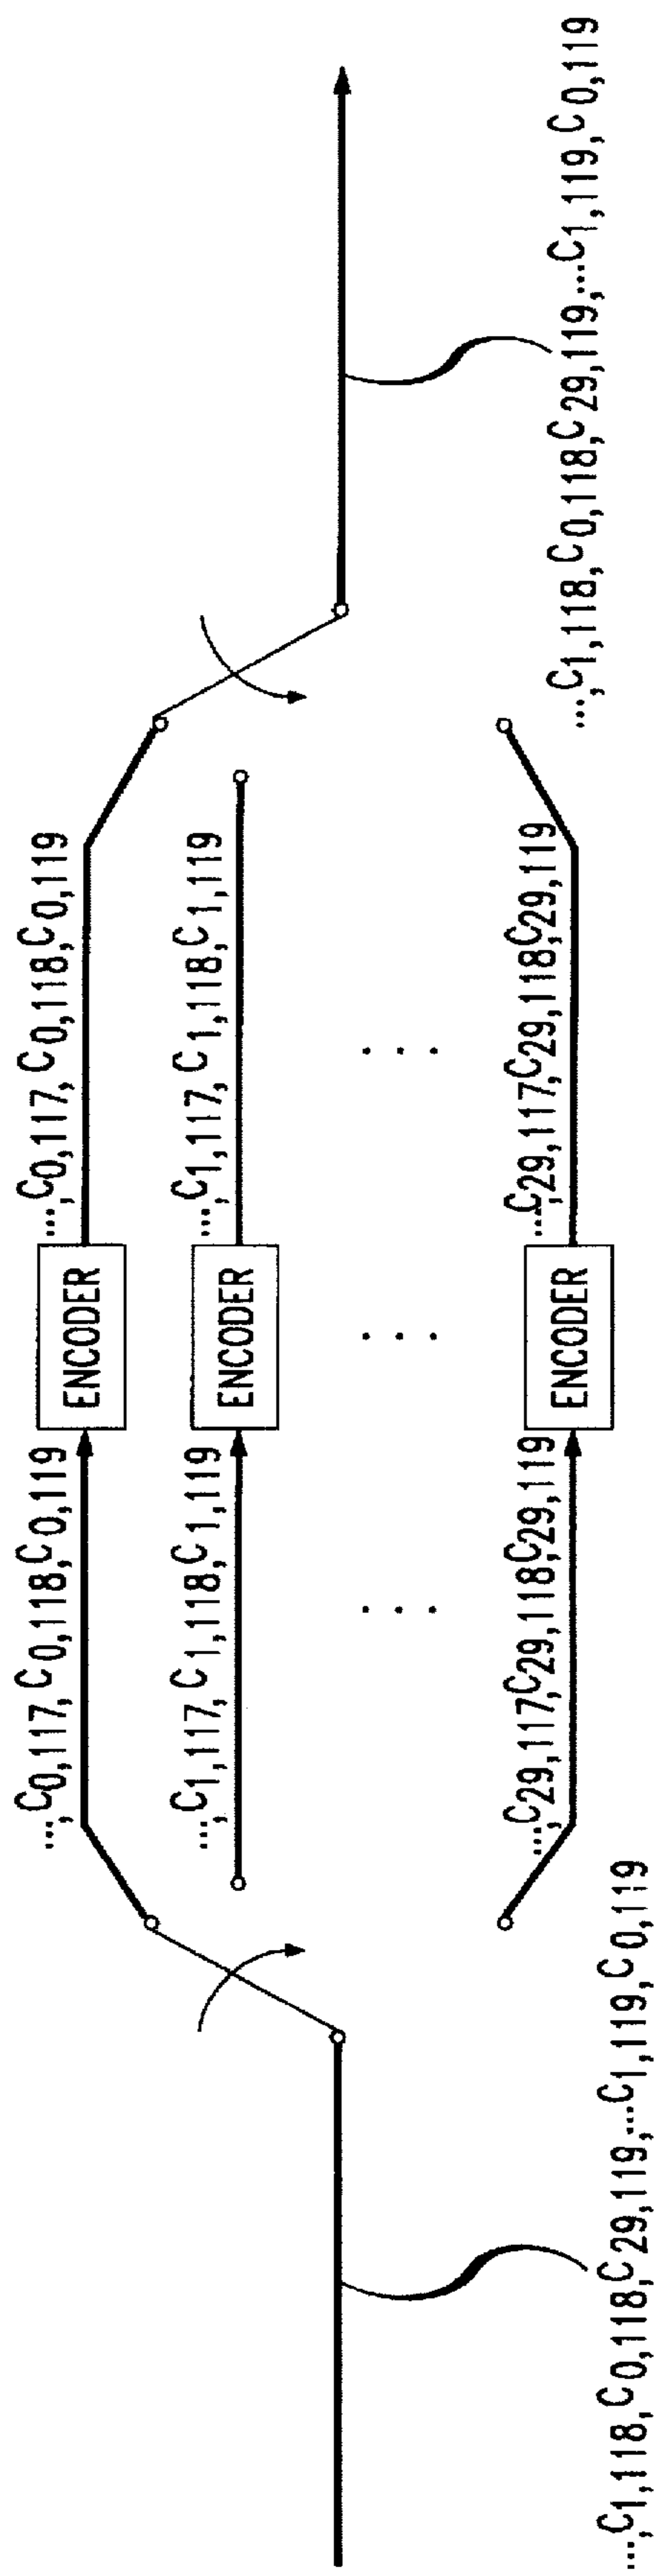 ...,C0,117, C0,118,C0,119
ENCODER
...,C0,117, C0,118,C0,119
...,C1,117, C1,118,C1,119
ENCODER
...,C1,117, C1,118,C1,119
. . .
. . .
. . .
...,C29,117,C29,118,C29,119
ENCODER
...C,29,117,C29,118,C29,119
...,C1,118, C0,118,C29,119,...C1,119, C0,119
...,C1,118, C0,118,C29,119,...C1,119, C0,119